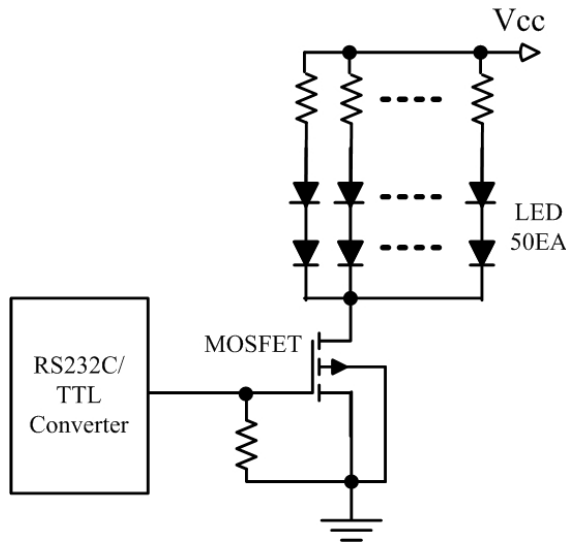 Vcc
LED
50EA
MOSFET
RS232C/
TTL
Converter